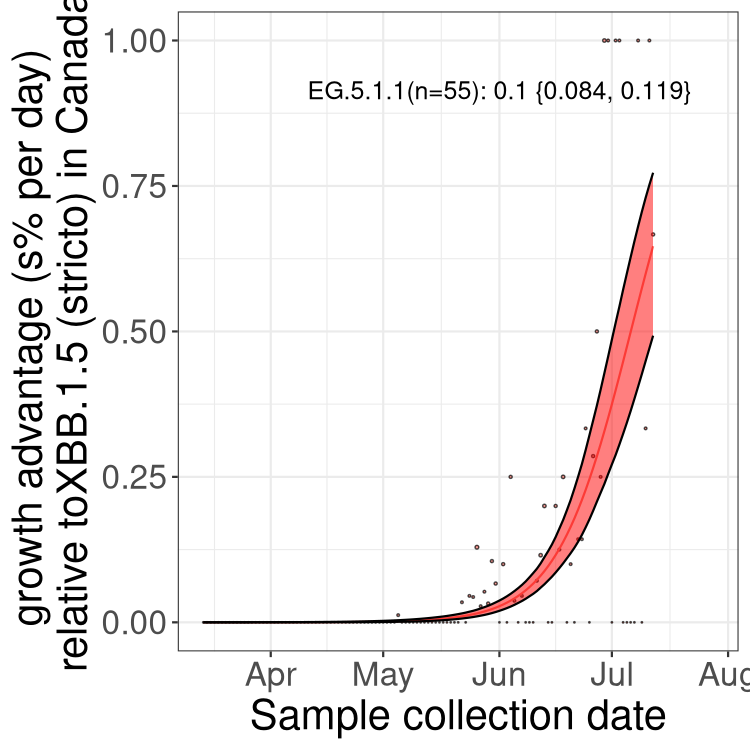 growth advantage (s% per day)
relative toXBB.1.5 (stricto) in Canada
1.00
EG.5.1.1(n=55): 0.1 {0.084, 0.119}
0.75
0.50
0.25
0.00
Apr May Jun Jul Aug
Sample collection date